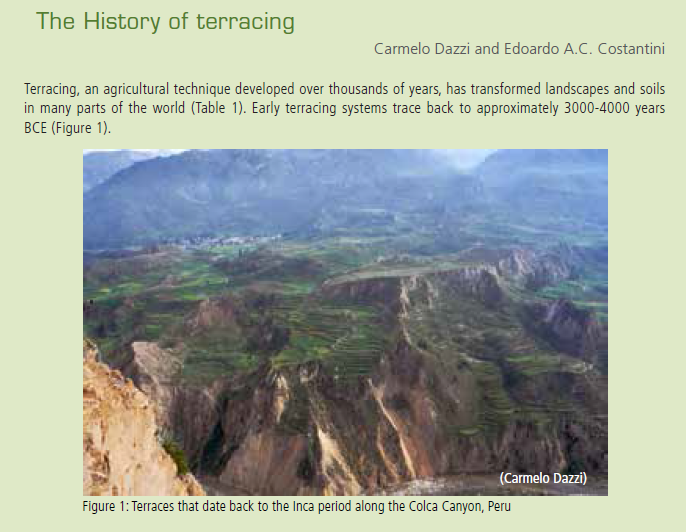 The History of terracing
Carmelo Dazzi and Edoardo A.C. Costantini
Terracing, an agricultural technique developed over thousands of years, has transformed landscapes and soils
in many parts of the world (Table 1). Early terracing systems trace back to approximately 3000-4000 years
BCE (Figure 1).
(Carmelo Dazzi)
Figure 1: Terraces that date back to the Inca period along the Colca Canyon, Peru